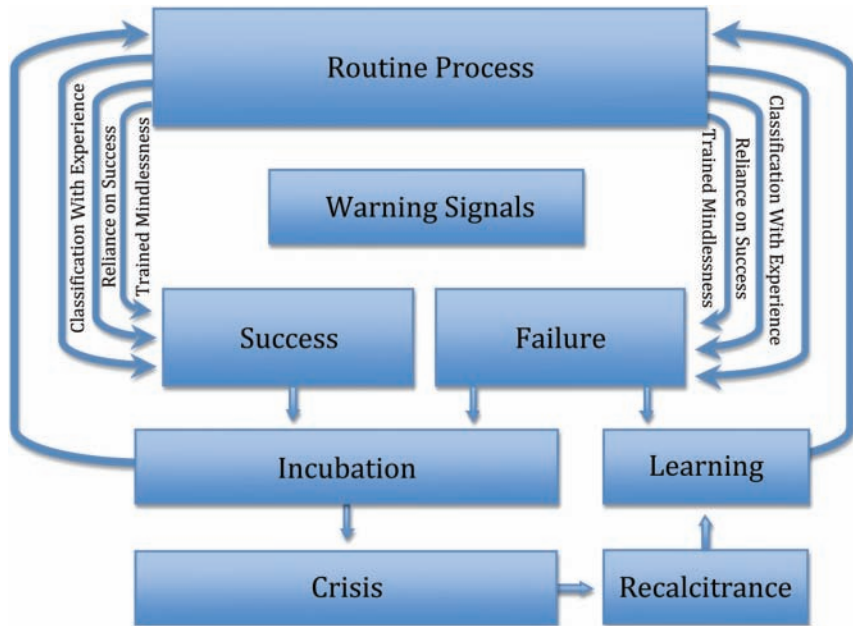 Routine Process
Classification With Experience
Reliance on Success
Trained Mindlessness
Trained Mindlessness
Reliance on Success
Classification With Experience
Warning Signals
Success
Failure
Incubation
Learning
Crisis
Recalcitrance